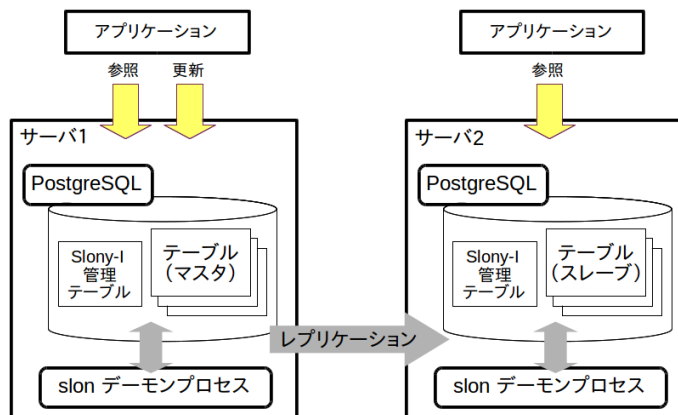 アプリケーション
参照
更新
サーバ1
PostgreSQL
Slony-I
管理
テーブル
テーブル
(マスタ)
slon デーモンプロセス
レプリケーション
アプリケーション
参照
サーバ2
PostgreSQL
Slony-I
管理
テーブル
テーブル
(スレーブ)
slon デーモンプロセス